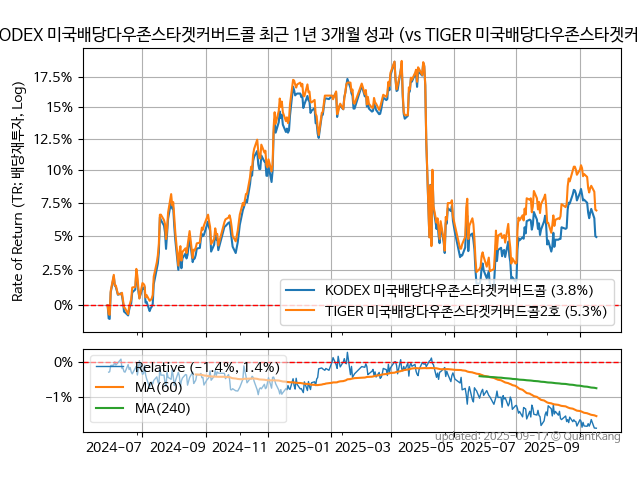 ODEX 미국배당다우존스타겟커버드콜 최근 1년 3개월 성과 (vs TIGER 미국배당다우존스타겟커
Rate of Return (TR: 배당재투자, Log)
17.5%
15%
12.5%
10%
7.5%
5%
2.5%
0%
KODEX 미국배당다우존스타겟커버드콜 (3.8%)
TIGER 미국배당다우존스타겟커버드콜2호 (5.3%)
0%
−1%
Relative (−1.4%, 1.4%)
MA(60)
MA(240)
2024−07 2024−09 2024−11 2025−01 2025−03 2025−05 2025−07 2025−09
updated: 2025−09−17 © QuantKang